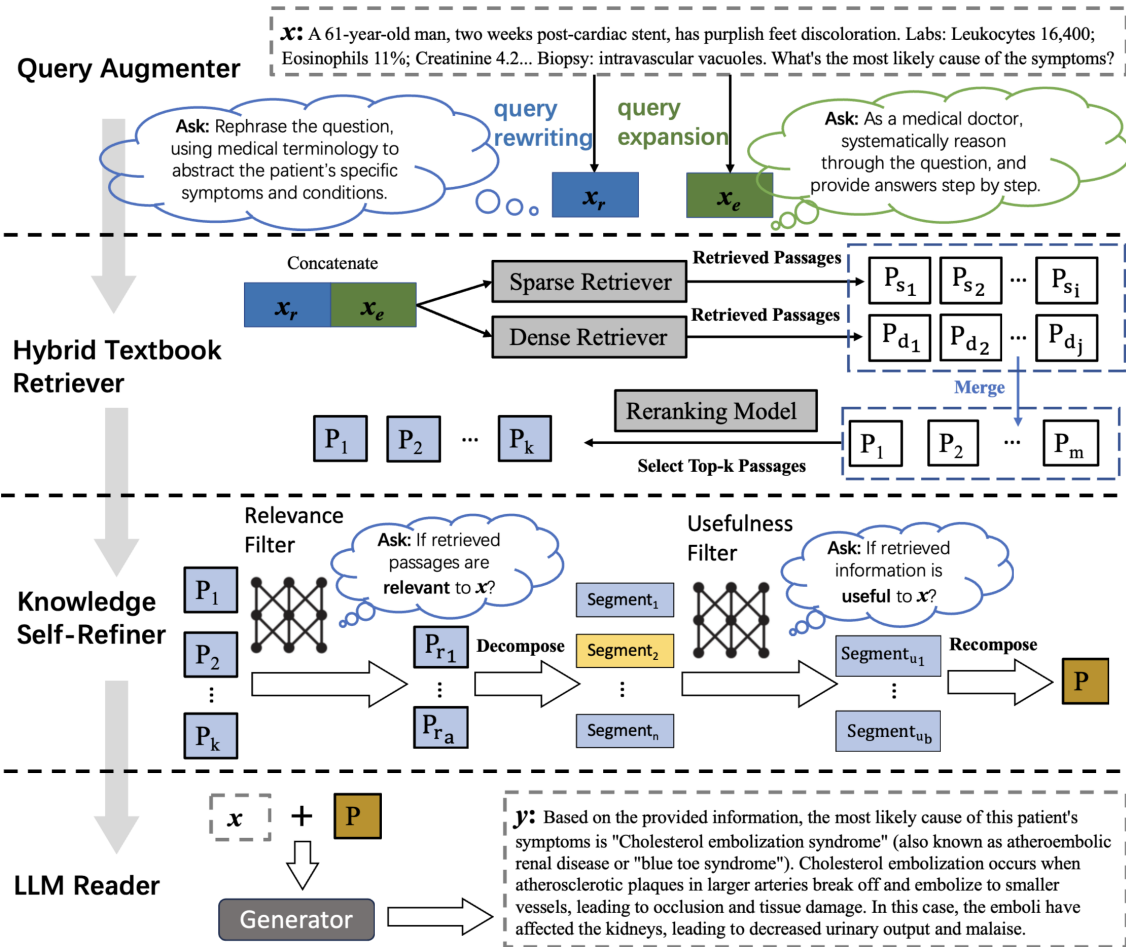 x: A 61-year-old man, two weeks post-cardiac stent, has purplish feet discoloration. Labs: Leukocytes 16,400;
Eosinophils 11%; Creatinine 4.2... Biopsy: intravascular vacuoles. What's the most likely cause of the symptoms?
Query Augmenter
Ask: Rephrase the question,
using medical terminology to
abstract the patient's specific
symptoms and conditions.
query
rewriting
query
expansion
Ask: As a medical doctor,
systematically reason
through the question, and
provide answers step by step.
x_r
x_e
Hybrid Textbook
Retriever
Concatenate
x_r
x_e
Sparse Retriever
Dense Retriever
Retrieved Passages
Retrieved Passages
P_s1 P_s2 ... P_si
P_d1 P_d2 ... P_dj
Merge
P_1 P_2 ... P_m
Reranking Model
Select Top-k Passages
P_1 P_2 ... P_k
Knowledge
Self-Refiner
Relevance
Filter
Ask: If retrieved
passages are
relevant to x?
P_1
P_2
⋮
P_k
P_r1
⋮
P_ra
Decompose
Segment_1
Segment_2
⋮
Segment_n
Usefulness
Filter
Ask: If retrieved
information is
useful to x?
Segment_u1
⋮
Segment_ub
Recompose
P
LLM Reader
x + P
Generator
y: Based on the provided information, the most likely cause of this patient's
symptoms is "Cholesterol embolization syndrome" (also known as atheroembolic
renal disease or "blue toe syndrome"). Cholesterol embolization occurs when
atherosclerotic plaques in larger arteries break off and embolize to smaller
vessels, leading to occlusion and tissue damage. In this case, the emboli have
affected the kidneys, leading to decreased urinary output and malaise.